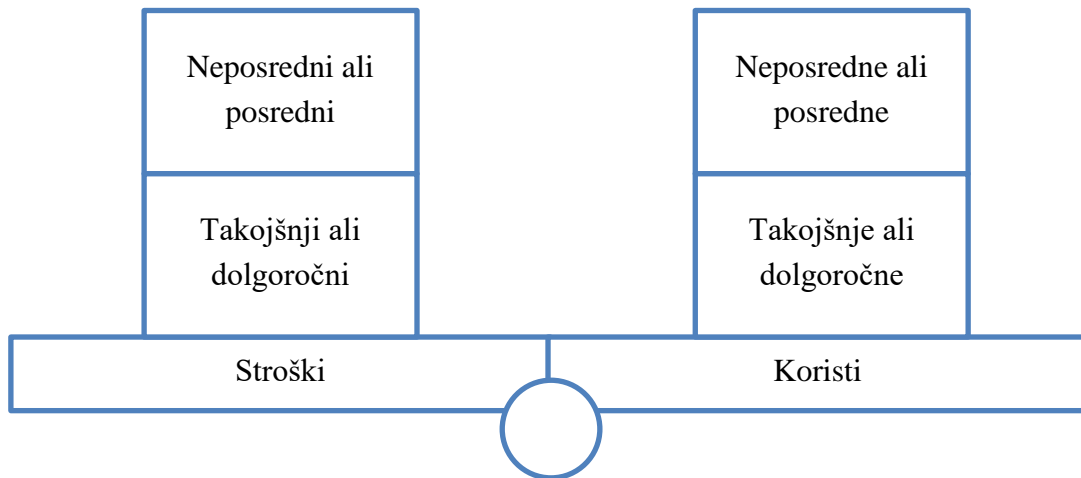 Neposredni ali
posredni
Neposredne ali
posredne
Takojšnji ali
dolgoročni
Takojšnje ali
dolgoročne
Stroški
Koristi